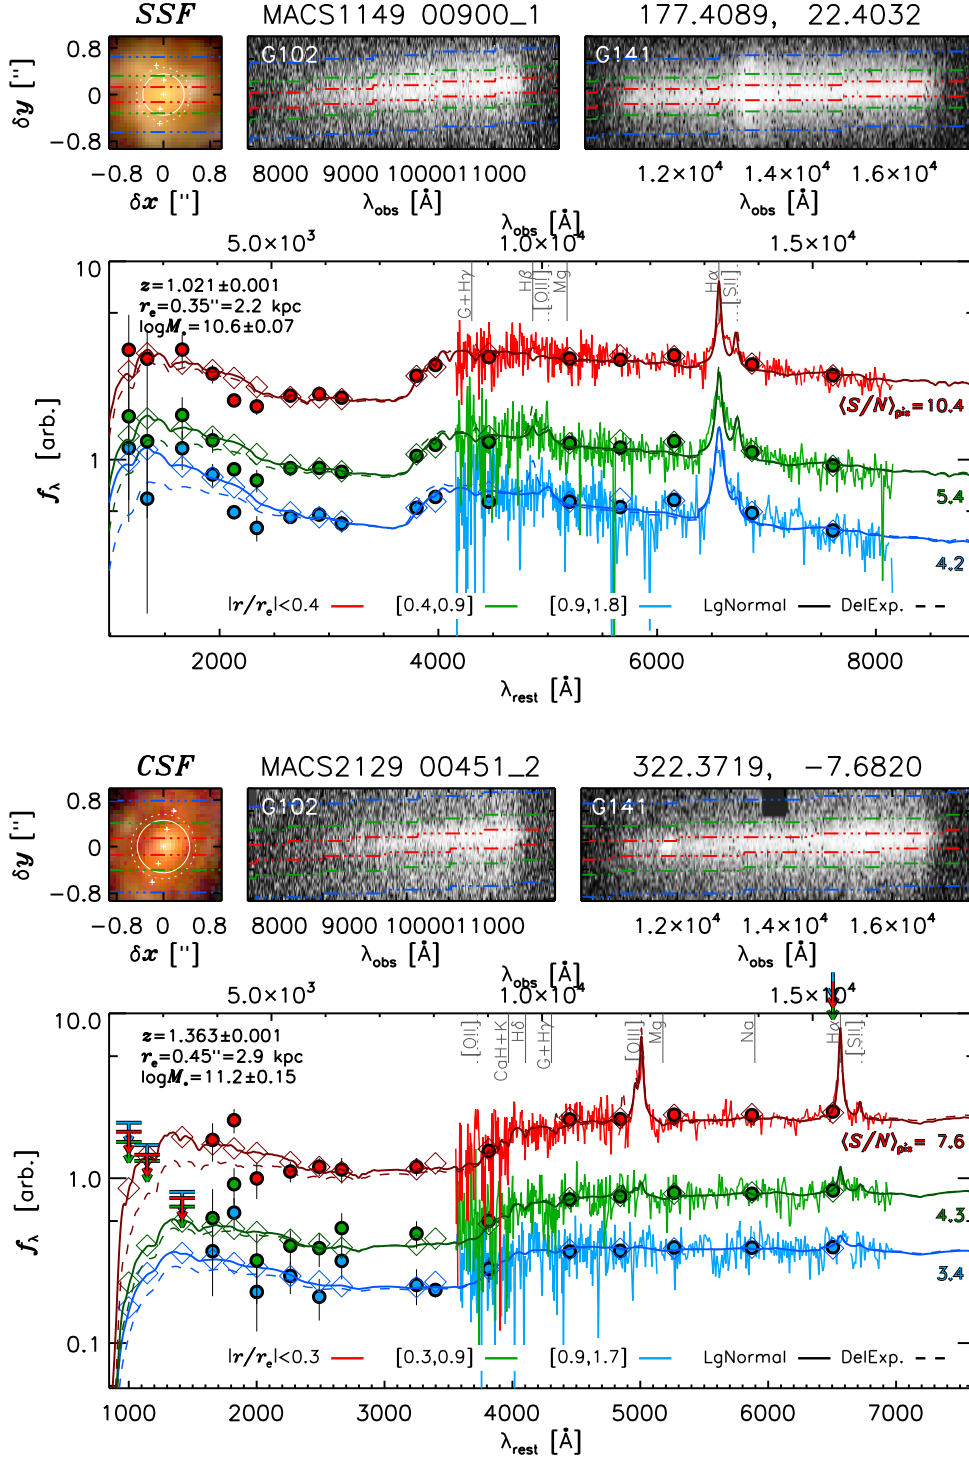 SSF MACS1149 00900_1 177.4089, 22.4032
0.8 G102 G141
δy ["] 0
−0.8
−0.8 0 0.8 8000 9000 10000 11000 1.2×10⁴ 1.4×10⁴ 1.6×10⁴
δx ["] λobs [Å] λobs [Å]
λobs [Å]
5.0×10³ 1.0×10⁴ 1.5×10⁴
10
z=1.021±0.001
re=0.35"=2.2 kpc
logM*=10.6±0.07
G+Hγ Hβ [OIII] Mg Hα [SII]
⟨S/N⟩pix=10.4
fλ [arb.]
1
5.4
4.2
|r/re|<0.4 [0.4,0.9] [0.9,1.8] LgNormal DelExp.
2000 4000 6000 8000
λrest [Å]
CSF MACS2129 00451_2 322.3719, −7.6820
0.8 G102 G141
δy ["] 0
−0.8
−0.8 0 0.8 8000 9000 10000 11000 1.2×10⁴ 1.4×10⁴ 1.6×10⁴
δx ["] λobs [Å] λobs [Å]
λobs [Å]
5.0×10³ 1.0×10⁴ 1.5×10⁴
10.0
z=1.363±0.001
re=0.45"=2.9 kpc
logM*=11.2±0.15
[OII] CaH+K Hδ G+Hγ [OIII] Mg Na Hα [SII]
⟨S/N⟩pix= 7.6
fλ [arb.]
1.0
4.3
3.4
0.1
|r/re|<0.3 [0.3,0.9] [0.9,1.7] LgNormal DelExp.
1000 2000 3000 4000 5000 6000 7000
λrest [Å]